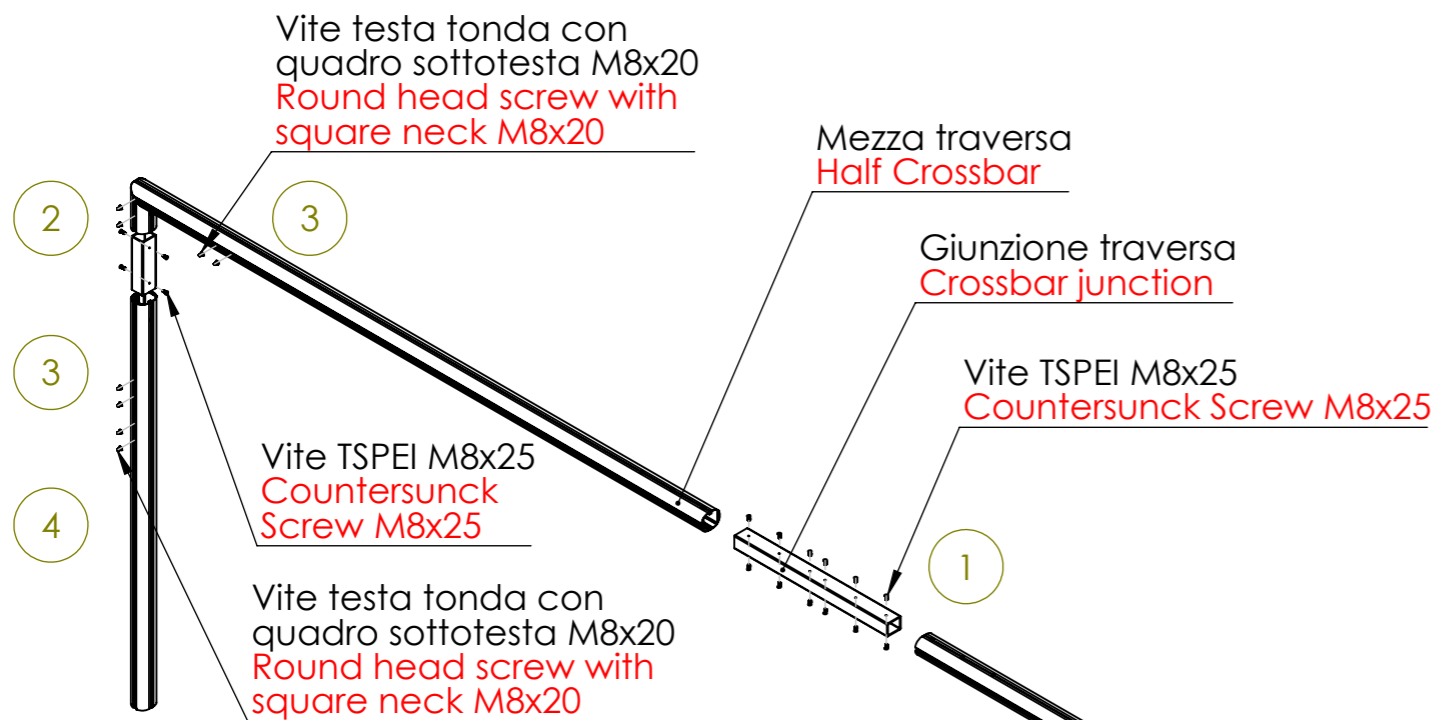 Vite testa tonda con
quadro sottotesta M8x20
Round head screw with
square neck M8x20
Mezza traversa
Half Crossbar
2
3
Giunzione traversa
Crossbar junction
3
Vite TSPEI M8x25
Countersunck Screw M8x25
Vite TSPEI M8x25
Countersunck
Screw M8x25
4
1
Vite testa tonda con
quadro sottotesta M8x20
Round head screw with
square neck M8x20